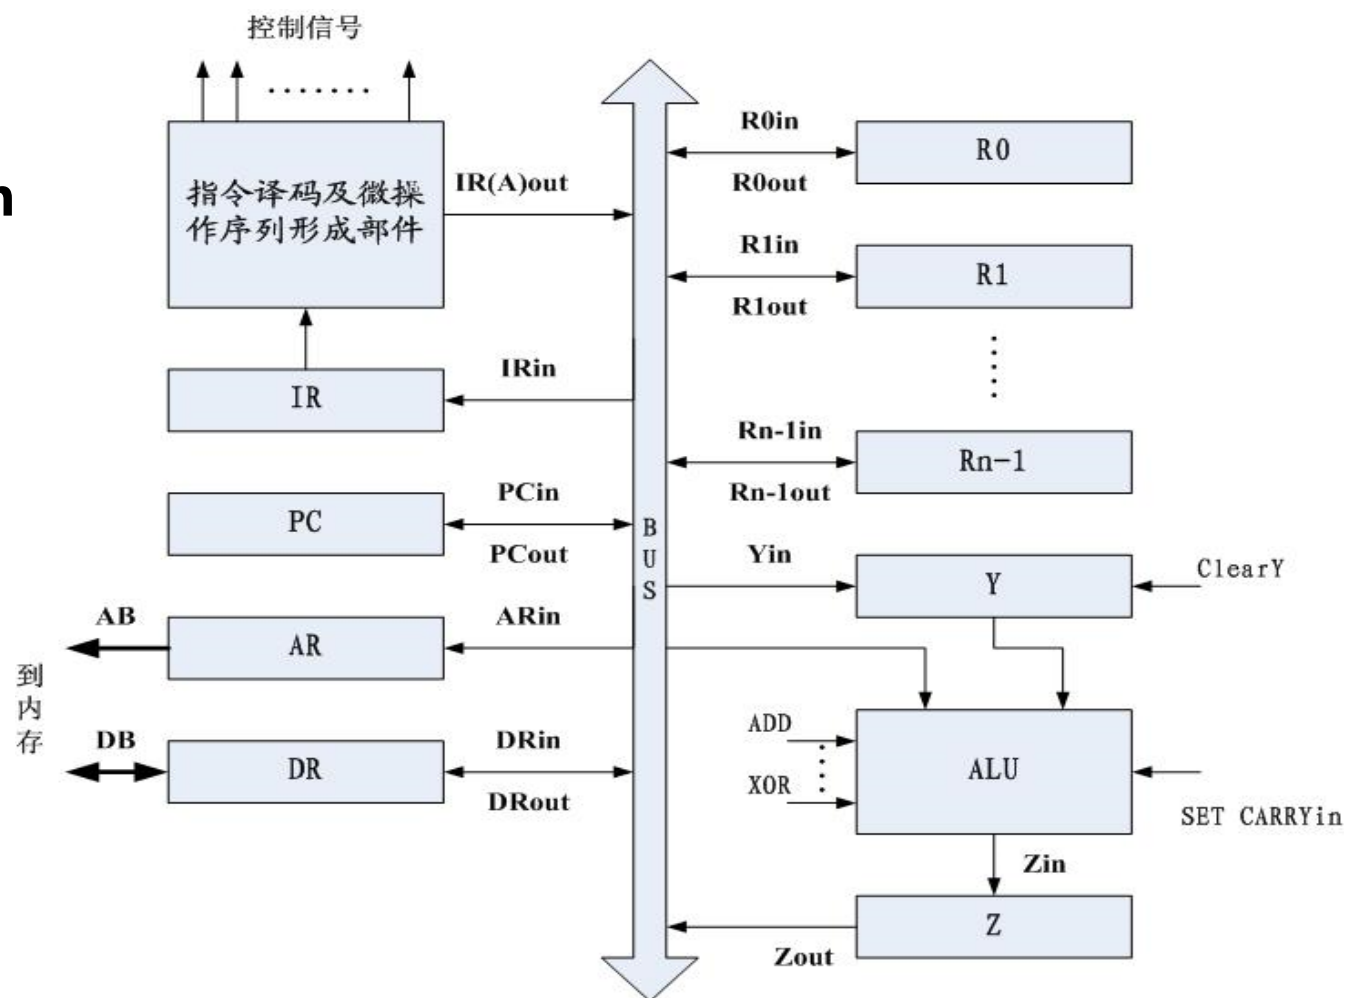 控制信号
.......
指令译码及微操
作序列形成部件
IR(A)out
IRin
IR
PCin
PC
PCout
AB
ARin
AR
到
内
存
DB
DRin
DR
DRout
B
U
S
R0in
R0
R0out
R1in
R1
R1out
Rn-1in
Rn-1
Rn-1out
Yin
Y
ClearY
ADD
XOR
ALU
SET CARRYin
Zin
Z
Zout